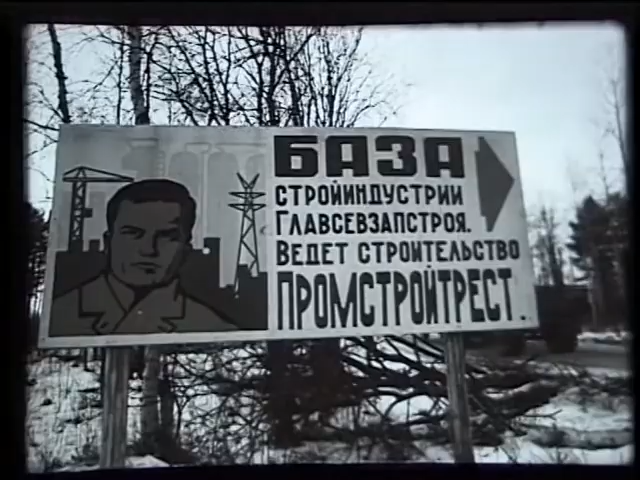 БАЗА
СТРОЙИНДУСТРИИ
ГЛАВСЕВЗАПСТРОЯ.
ВЕДЕТ СТРОИТЕЛЬСТВО
ПРОМСТРОЙТРЕСТ..